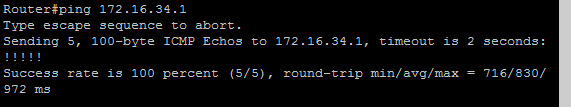 Router#ping 172.16.34.1
Type escape sequence to abort.
Sending 5, 100-byte ICMP Echos to 172.16.34.1, timeout is 2 seconds:
!!!!!
Success rate is 100 percent (5/5), round-trip min/avg/max = 716/830/
972 ms